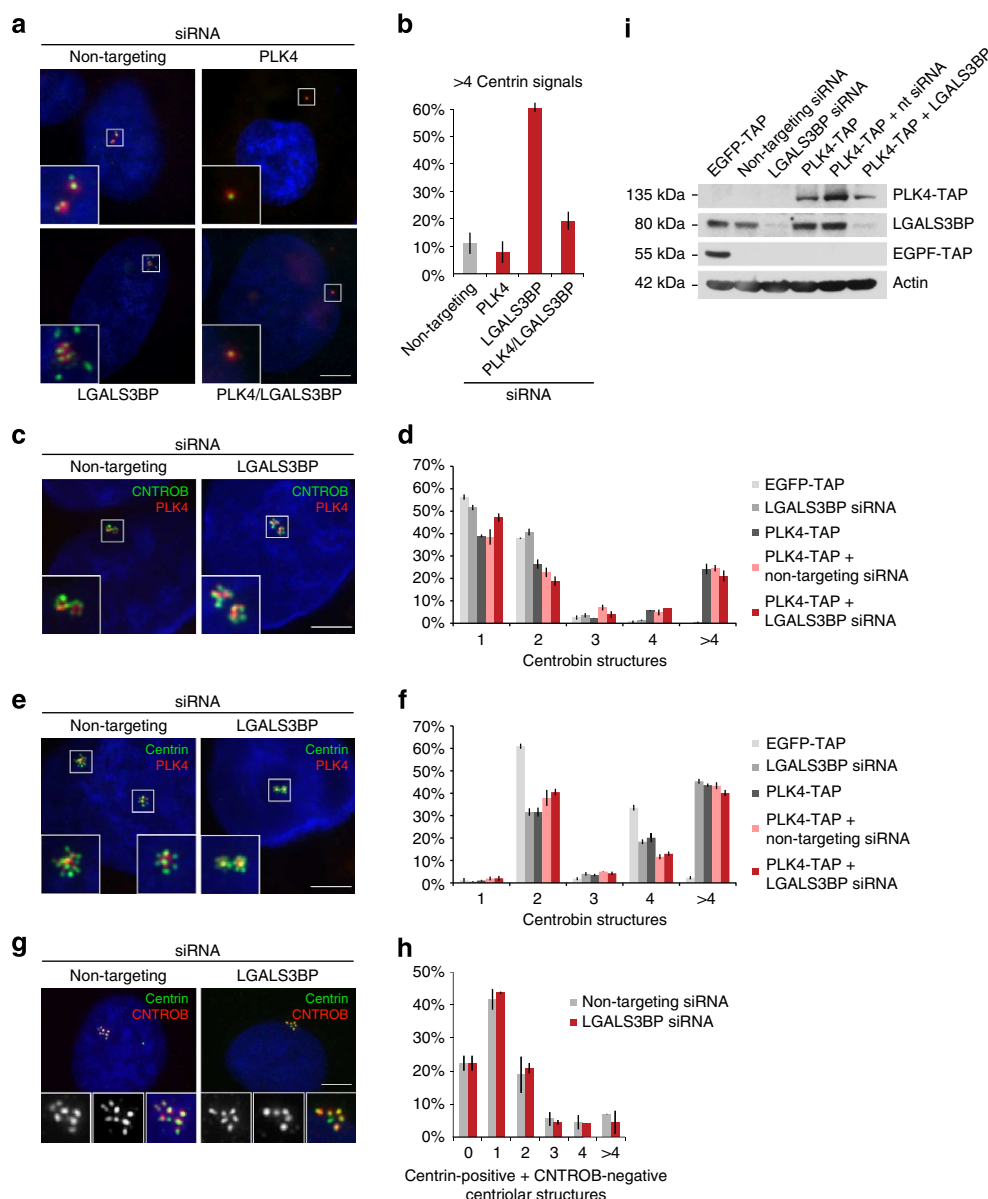 a
siRNA
Non-targeting
PLK4
LGALS3BP
PLK4/LGALS3BP
b
>4 Centrin signals
60%
50%
40%
30%
20%
10%
0%
Non-targeting
PLK4
LGALS3BP
PLK4/LGALS3BP
siRNA
i
EGFP-TAP
Non-targeting siRNA
LGALS3BP siRNA
PLK4-TAP
PLK4-TAP + nt siRNA
PLK4-TAP + LGALS3BP
135 kDa
PLK4-TAP
80 kDa
LGALS3BP
55 kDa
EGPF-TAP
42 kDa
Actin
c
siRNA
Non-targeting
LGALS3BP
CNTROB
PLK4
CNTROB
PLK4
d
70%
60%
50%
40%
30%
20%
10%
0%
1 2 3 4 >4
Centrobin structures
EGFP-TAP
LGALS3BP siRNA
PLK4-TAP
PLK4-TAP +
non-targeting siRNA
PLK4-TAP +
LGALS3BP siRNA
e
siRNA
Non-targeting
LGALS3BP
Centrin
PLK4
Centrin
PLK4
f
70%
60%
50%
40%
30%
20%
10%
0%
1 2 3 4 >4
Centrobin structures
EGFP-TAP
LGALS3BP siRNA
PLK4-TAP
PLK4-TAP +
non-targeting siRNA
PLK4-TAP +
LGALS3BP siRNA
g
siRNA
Non-targeting
LGALS3BP
Centrin
CNTROB
Centrin
CNTROB
h
50%
40%
30%
20%
10%
0%
0 1 2 3 4 >4
Centrin-positive + CNTROB-negative
centriolar structures
Non-targeting siRNA
LGALS3BP siRNA